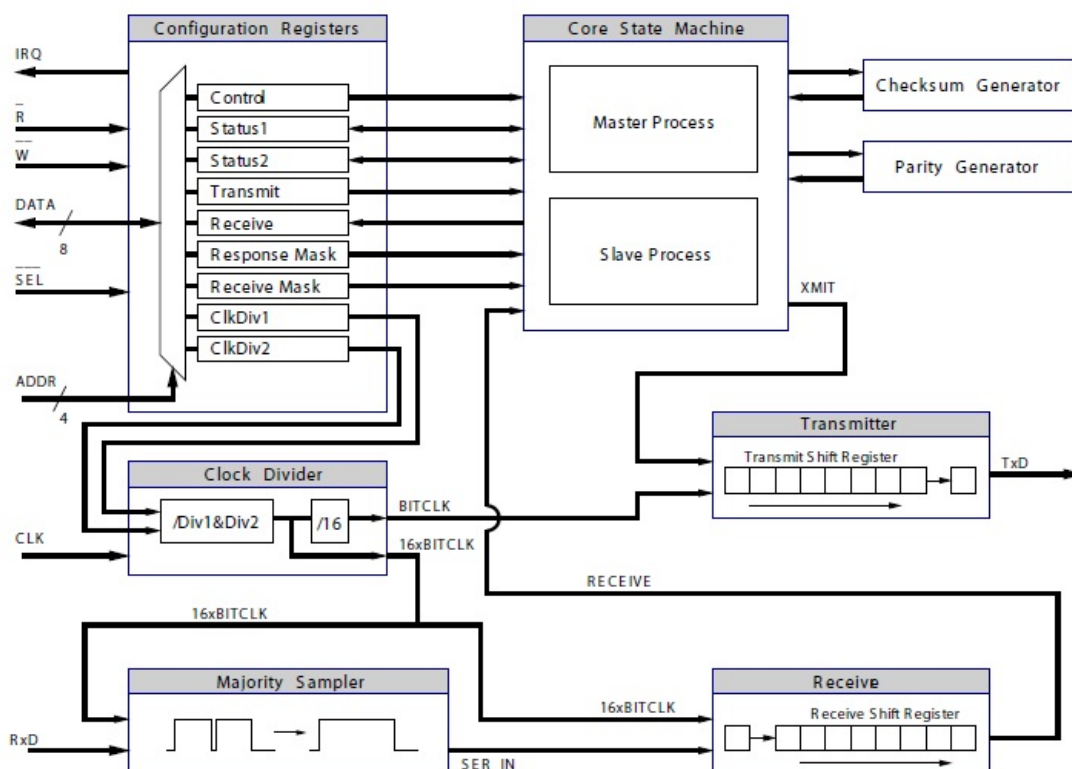 Configuration Registers
Core State Machine
IRQ
R
W
DATA
8
SEL
ADDR
4
Control
Status1
Status2
Transmit
Receive
Response Mask
Receive Mask
ClkDiv1
ClkDiv2
Master Process
Slave Process
Checksum Generator
Parity Generator
XMIT
Transmitter
Transmit Shift Register
TxD
Clock Divider
/Div1&Div2
/16
BITCLK
16xBITCLK
CLK
RECEIVE
16xBITCLK
Majority Sampler
RxD
SER IN
16xBITCLK
Receive
Receive Shift Register